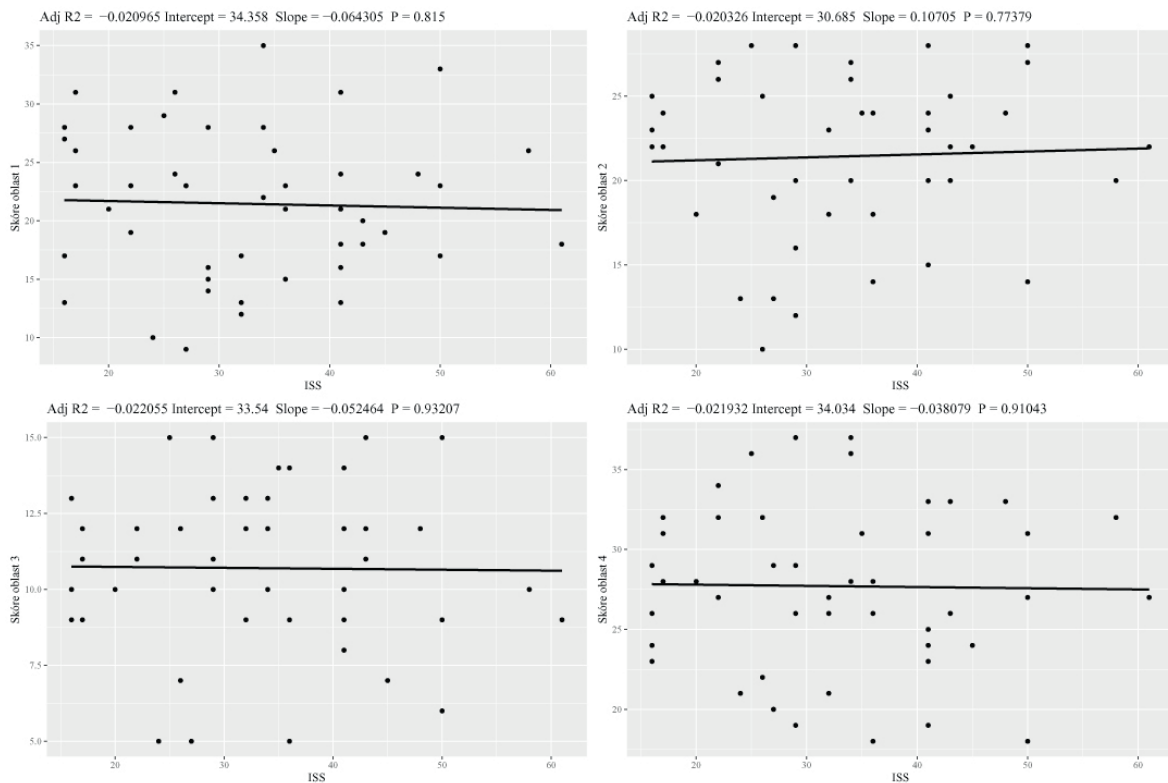 Adj R2 = −0.020965 Intercept = 34.358 Slope = −0.064305 P = 0.815
35
30
25
20
15
10
Skóre oblast 1
20 30 40 50 60
ISS
Adj R2 = −0.020326 Intercept = 30.685 Slope = 0.10705 P = 0.77379
25
20
15
10
Skóre oblast 2
20 30 40 50 60
ISS
Adj R2 = −0.022055 Intercept = 33.54 Slope = −0.052464 P = 0.93207
15.0
12.5
10.0
7.5
5.0
Skóre oblast 3
20 30 40 50 60
ISS
Adj R2 = −0.021932 Intercept = 34.034 Slope = −0.038079 P = 0.91043
35
30
25
20
Skóre oblast 4
20 30 40 50 60
ISS